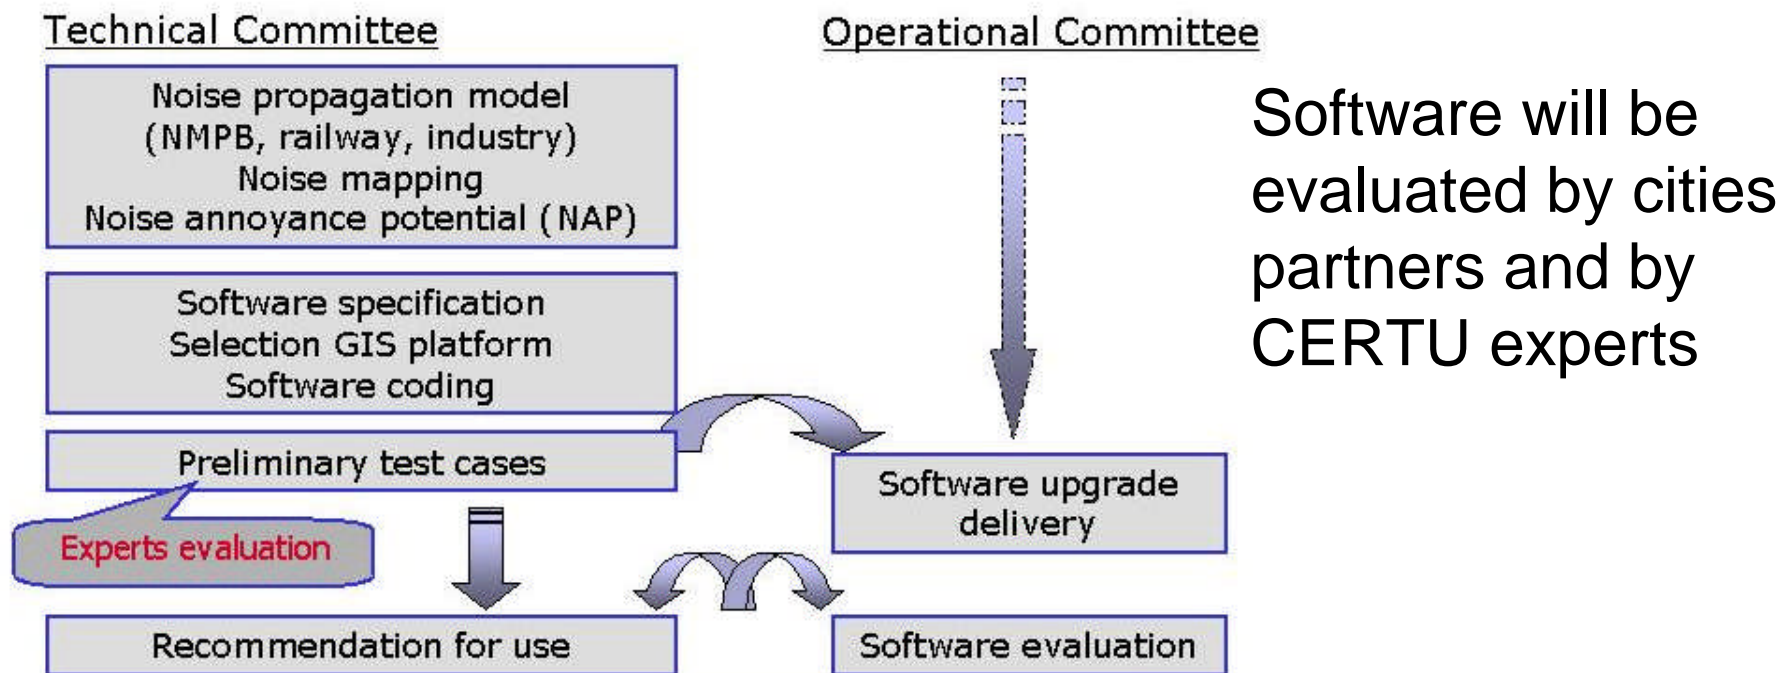 Technical Committee
Noise propagation model
(NMPB, railway, industry)
Noise mapping
Noise annoyance potential (NAP)
Software specification
Selection GIS platform
Software coding
Preliminary test cases
Experts evaluation
Recommendation for use
Operational Committee
Software upgrade
delivery
Software evaluation
Software will be
evaluated by cities
partners and by
CERTU experts